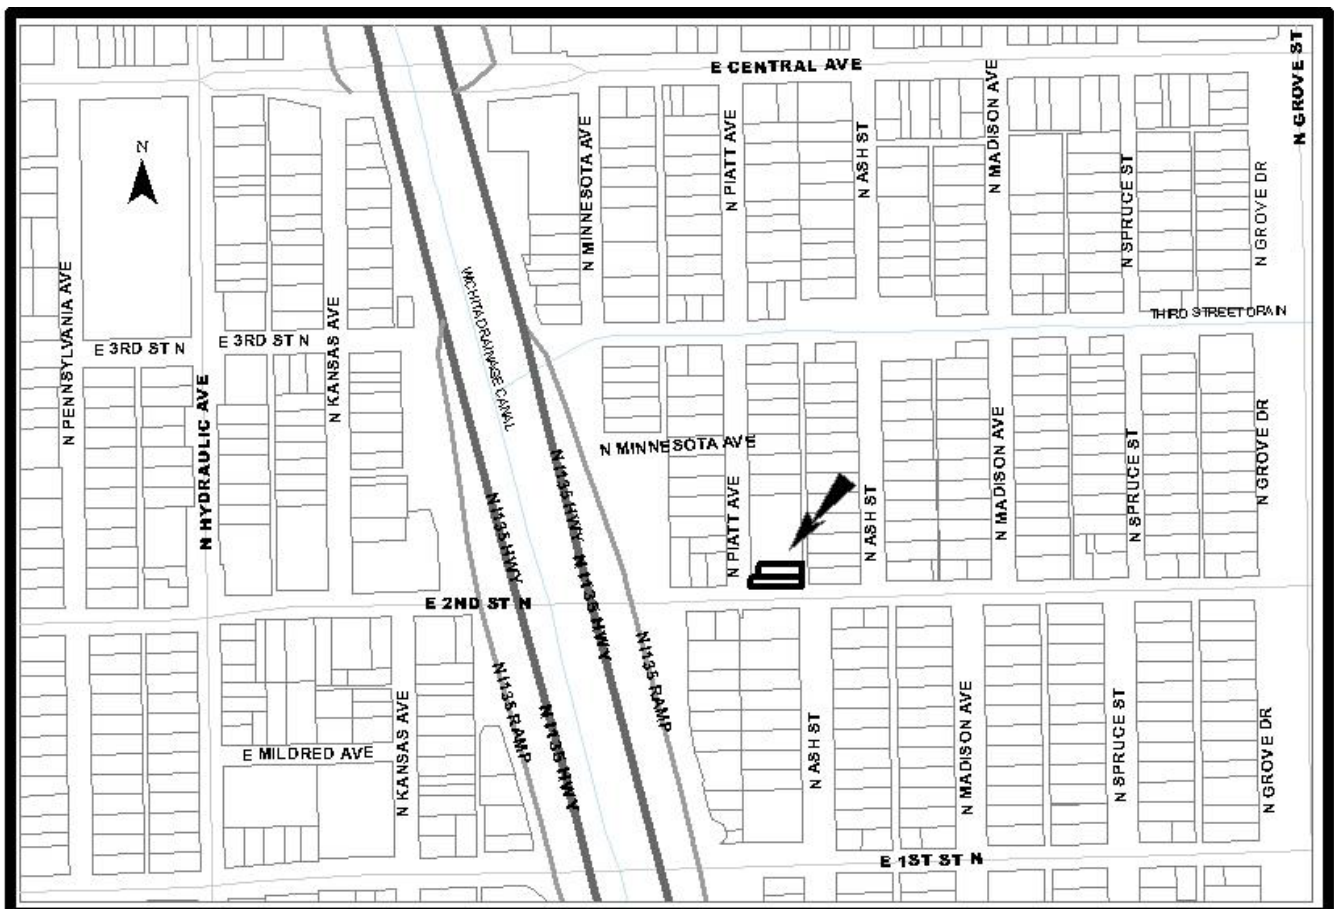 E CENTRAL AVE
N GROVE ST
N
N MINNESOTA AVE
N PIATT AVE
N ASH ST
N MADISON AVE
N SPRUCE ST
N GROVE DR
N PENNSYLVANIA AVE
E 3RD ST N
E 3RD ST N
N KANSAS AVE
WICHITA DRAINAGE CANAL
THIRD STREET DRAIN
N HYDRAULIC AVE
N MINNESOTA AVE
N I135 HWY
N I135 HWY
N I135 HWY
N PIATT AVE
N ASH ST
N MADISON AVE
N SPRUCE ST
N GROVE DR
E 2ND ST N
N I135 RAMP
N I135 RAMP
N I135 HWY
E MILDRED AVE
N KANSAS AVE
N ASH ST
N MADISON AVE
N SPRUCE ST
N GROVE DR
E 1ST ST N